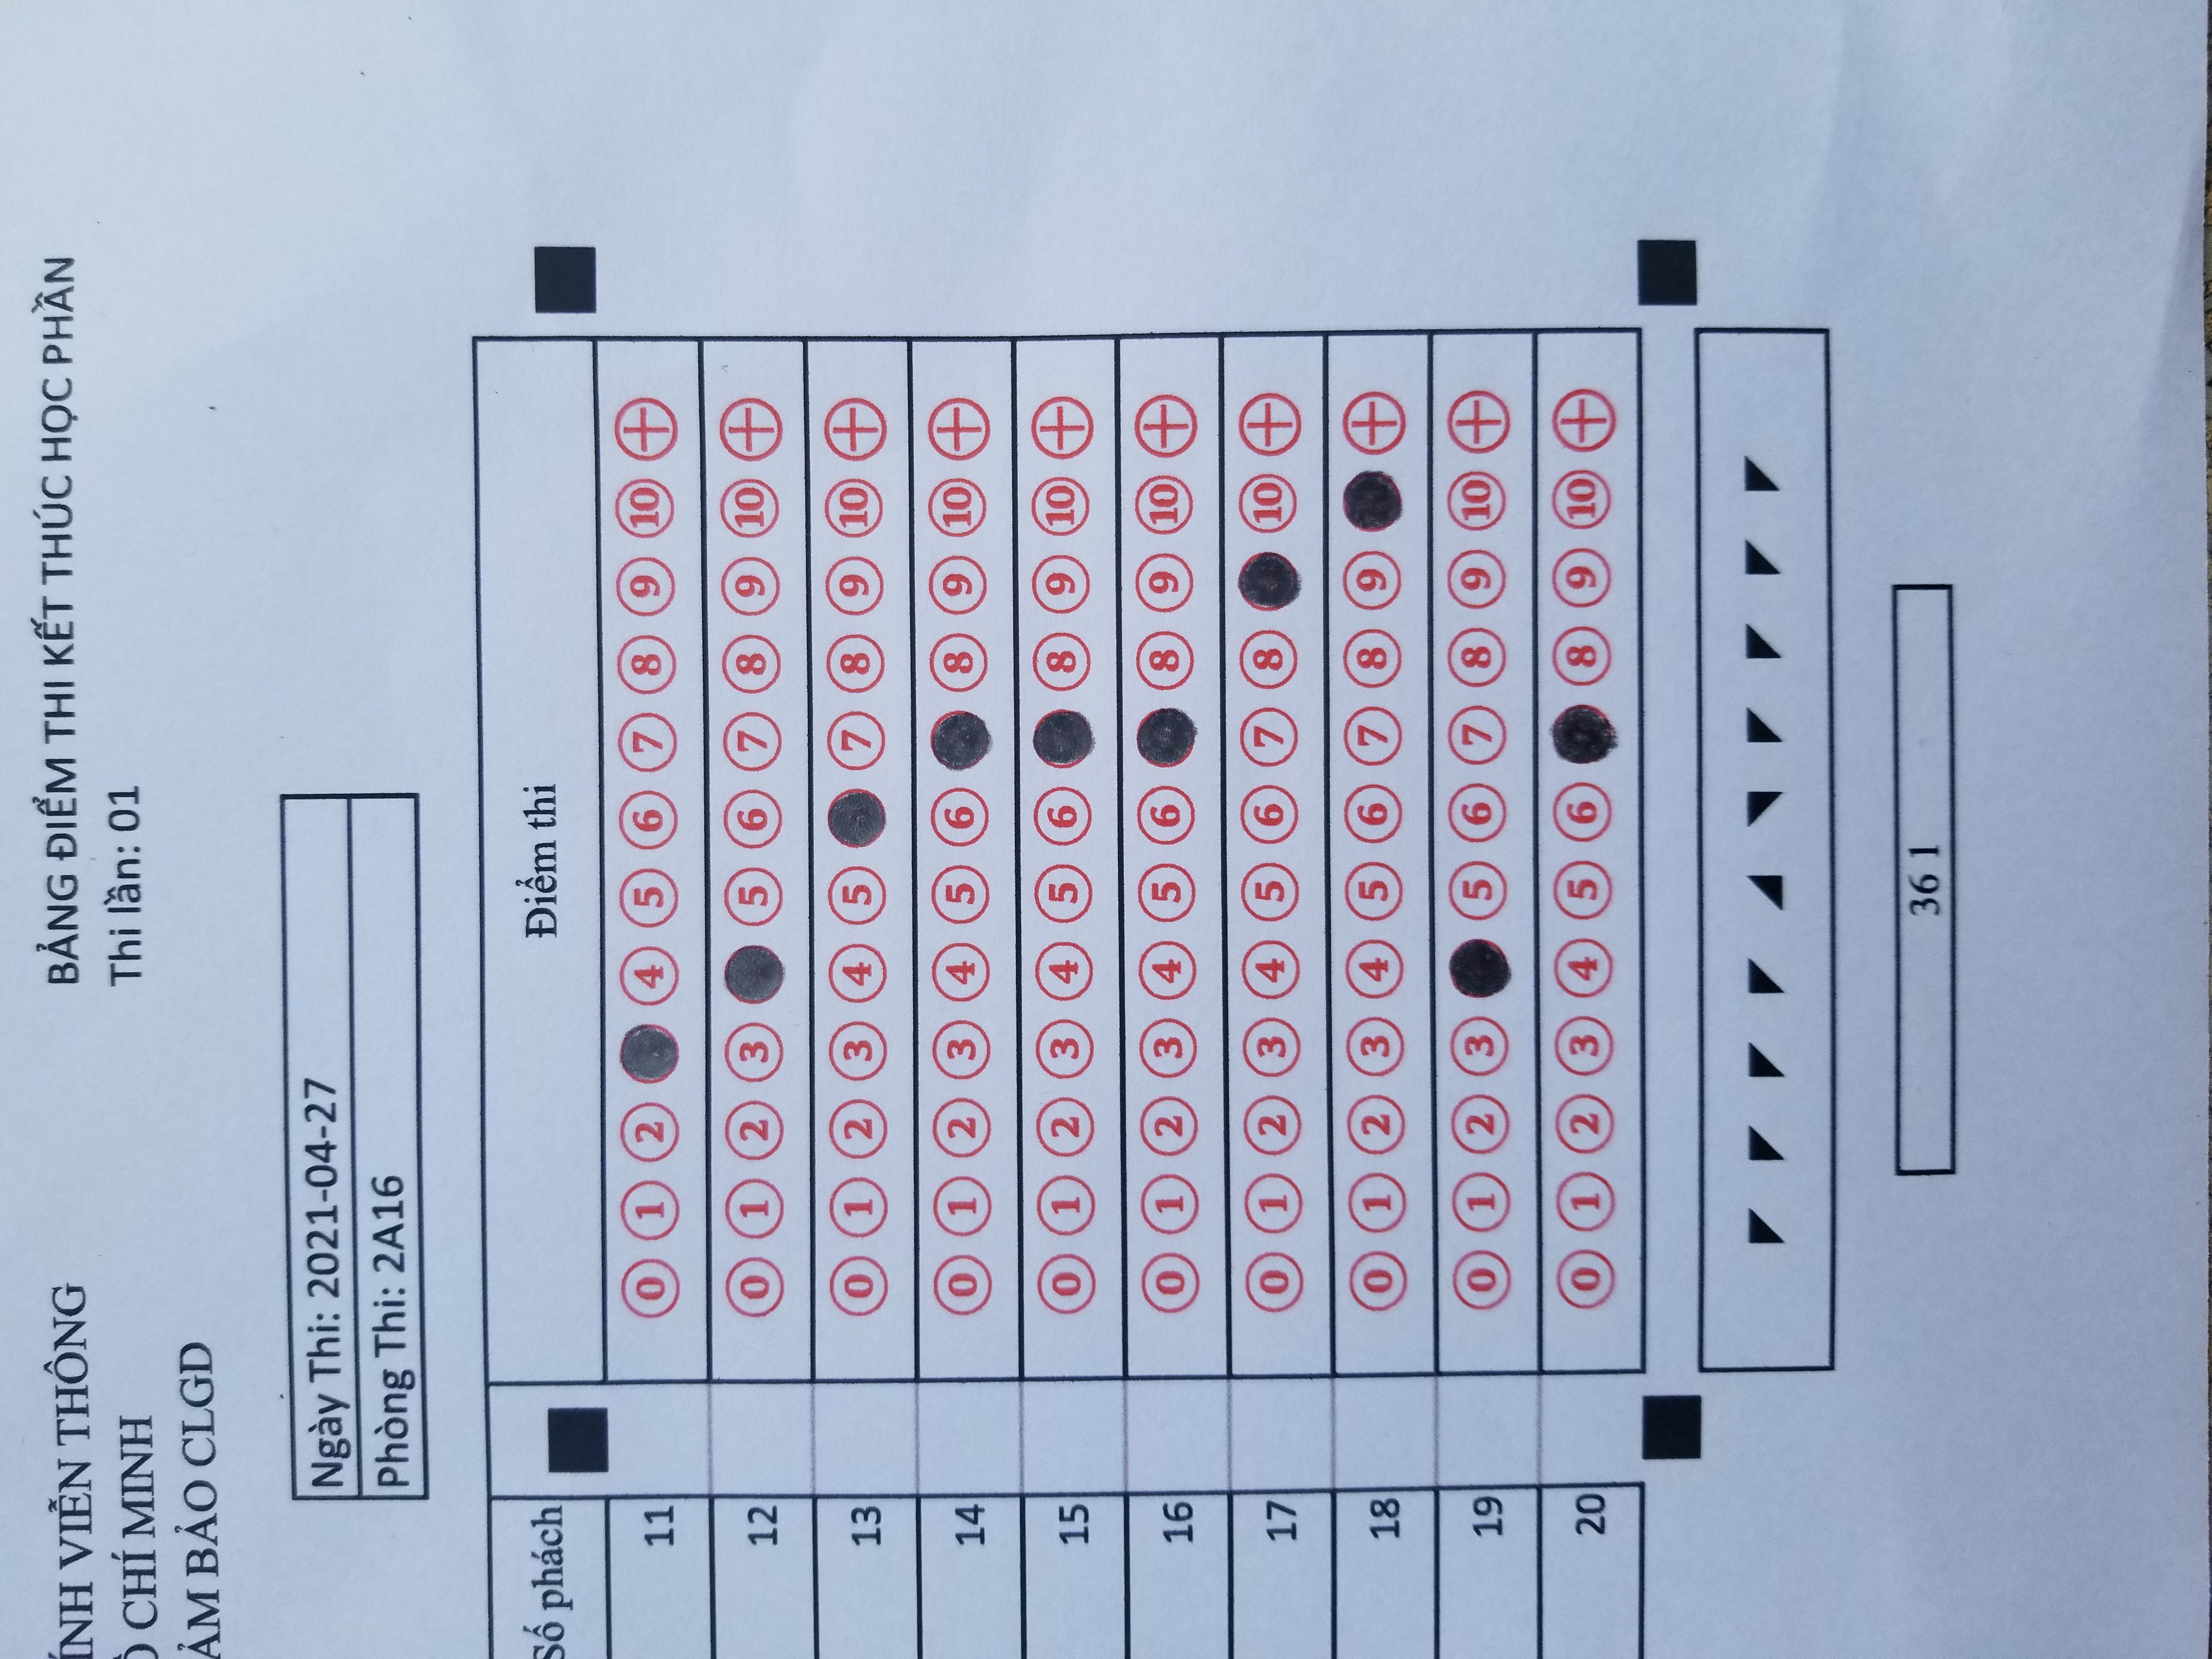 ÍNH VIỄN THÔNG
BẢNG ĐIỂM THI KẾT THÚC HỌC PHẦN
CHÍ MINH
Thi lần: 01
ẢM BẢO CLGD
Ngày Thi: 2021-04-27
Phòng Thi: 2A16
Số phách Điểm thi
11 0 1 2 4 5 6 7 8 9 10 +
12 0 1 2 3 5 6 7 8 9 10 +
13 0 1 2 3 4 5 7 8 9 10 +
14 0 1 2 3 4 5 6 8 9 10 +
15 0 1 2 3 4 5 6 8 9 10 +
16 0 1 2 3 4 5 6 8 9 10 +
17 0 1 2 3 4 5 6 7 8 10 +
18 0 1 2 3 4 5 6 7 8 9 +
19 0 1 2 3 5 6 7 8 9 10 +
20 0 1 2 3 4 5 6 8 9 10 +
36 1